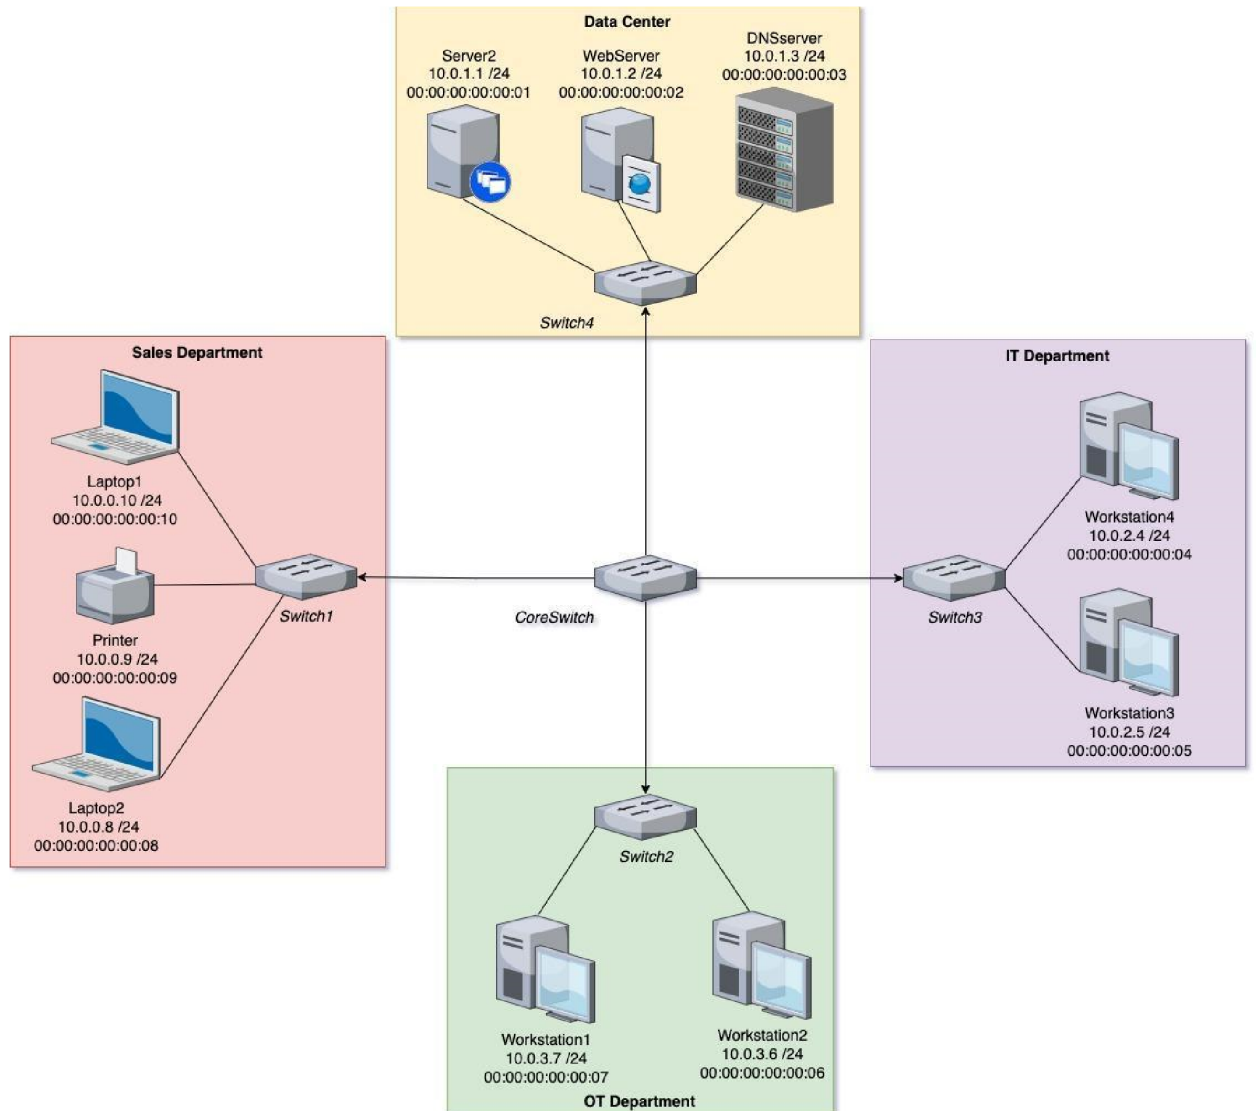 Data Center
Server2
10.0.1.1 /24
00:00:00:00:00:01
WebServer
10.0.1.2 /24
00:00:00:00:00:02
DNSserver
10.0.1.3 /24
00:00:00:00:00:03
Switch4
Sales Department
Laptop1
10.0.0.10 /24
00:00:00:00:00:10
Printer
10.0.0.9 /24
00:00:00:00:00:09
Laptop2
10.0.0.8 /24
00:00:00:00:00:08
Switch1
CoreSwitch
IT Department
Workstation4
10.0.2.4 /24
00:00:00:00:00:04
Switch3
Workstation3
10.0.2.5 /24
00:00:00:00:00:05
Switch2
Workstation1
10.0.3.7 /24
00:00:00:00:00:07
Workstation2
10.0.3.6 /24
00:00:00:00:00:06
OT Department